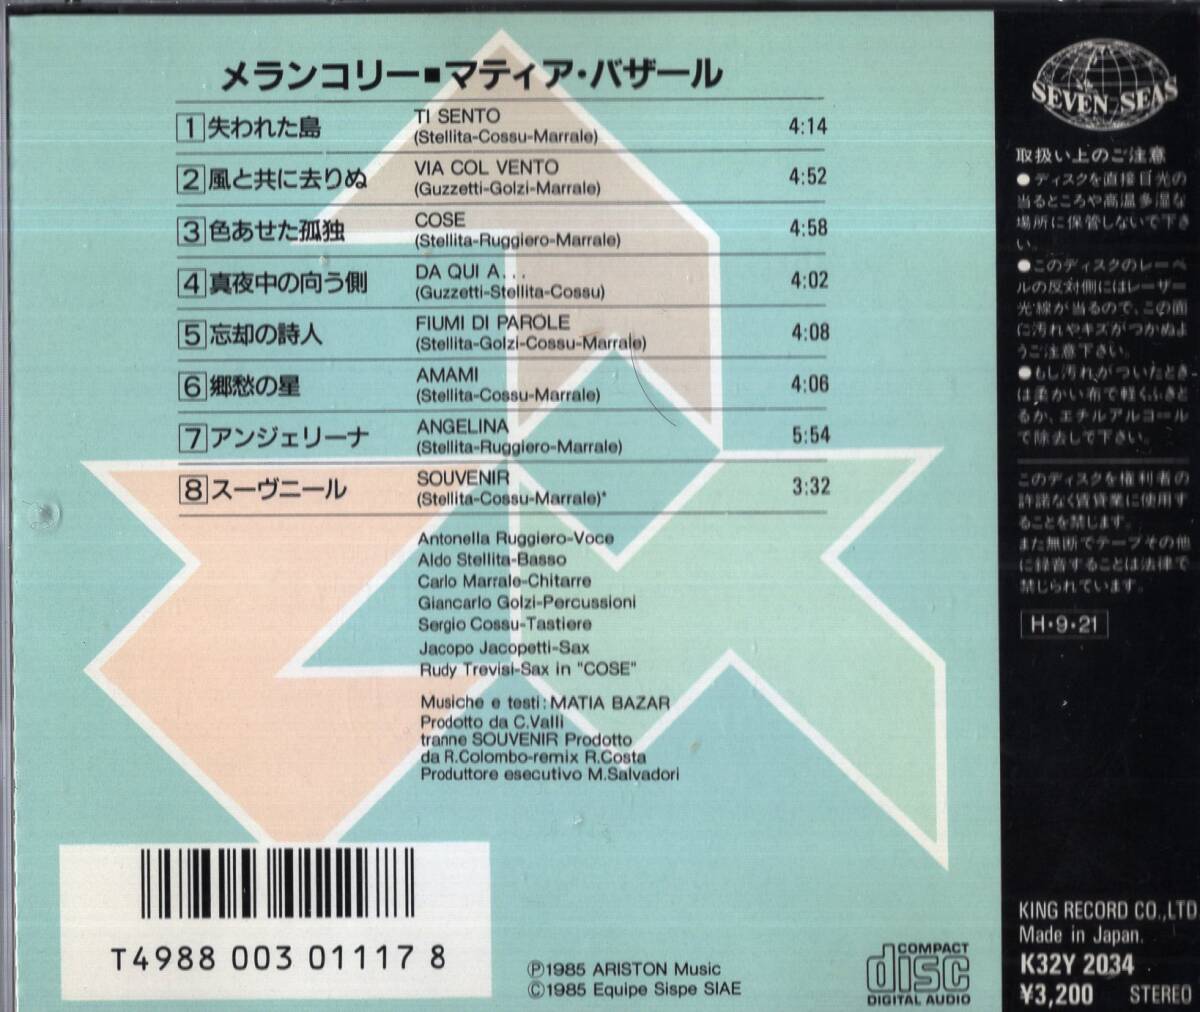 メランコリー■マティア・バザール
1 失われた島 TI SENTO 4:14
(Stellita-Cossu-Marrale)
2 風と共に去りぬ VIA COL VENTO 4:52
(Guzzetti-Golzi-Marrale)
3 色あせた孤独 COSE 4:58
(Stellita-Ruggiero-Marrale)
4 真夜中の向う側 DA QUI A... 4:02
(Guzzetti-Stellita-Cossu)
5 忘却の詩人 FIUMI DI PAROLE 4:08
(Stellita-Golzi-Cossu-Marrale)
6 郷愁の星 AMAMI 4:06
(Stellita-Cossu-Marrale)
7 アンジェリーナ ANGELINA 5:54
(Stellita-Ruggiero-Marrale)
8 スーヴニール SOUVENIR 3:32
(Stellita-Cossu-Marrale)*
Antonella Ruggiero-Voce
Aldo Stellita-Basso
Carlo Marrale-Chitarre
Giancarlo Golzi-Percussioni
Sergio Cossu-Tastiere
Jacopo Jacopetti-Sax
Rudy Trevisi-Sax in "COSE"
Musiche e testi: MATIA BAZAR
Prodotto da C.Valli
tranne SOUVENIR Prodotto
da R.Colombo-remix R.Costa
Produttore esecutivo M.Salvadori
T4988 003 01117 8
Ⓟ1985 ARISTON Music
©1985 Equipe Sispe SIAE
COMPACT
disc
DIGITAL AUDIO
SEVEN SEAS
取扱い上のご注意
●ディスクを直接日光の
当るところや高温多湿な
場所に保管しないで下さ
い。
●このディスクのレーベ
ルの反対側にはレーザー
光線が当るので、この面
に汚れやキズがつかぬよ
うご注意下さい。
●もし汚れがついたとき
は柔かい布で軽くふきと
るか、エチルアルコール
で除去して下さい。
このディスクを権利者の
許諾なく賃貸業に使用す
ることを禁じます。
また無断でテープその他
に録音することは法律で
禁じられています。
H・9・21
KING RECORD CO.,LTD
Made in Japan.
K32Y 2034
¥3,200 STEREO